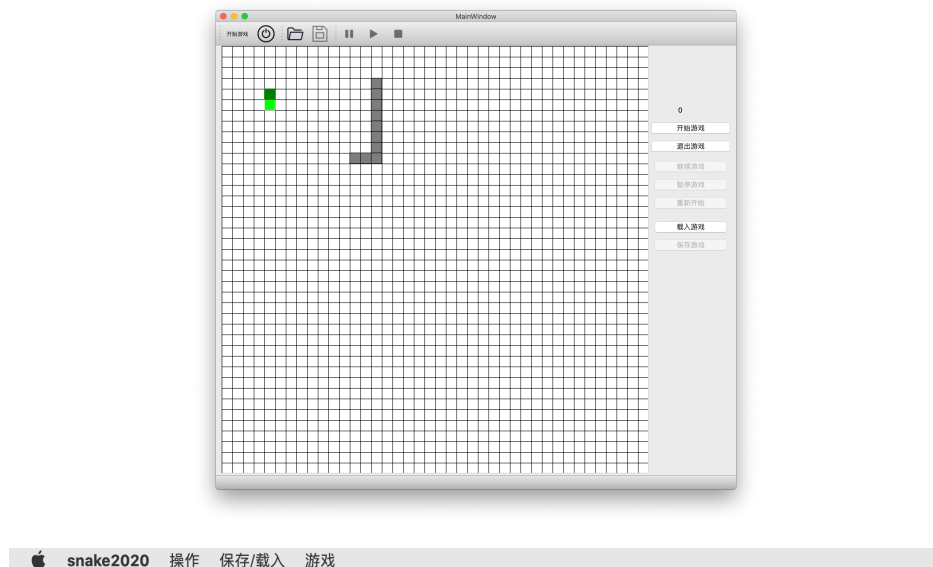 MainWindow
开始游戏
0
开始游戏
退出游戏
继续游戏
暂停游戏
重新开始
载入游戏
保存游戏
snake2020 操作 保存/载入 游戏